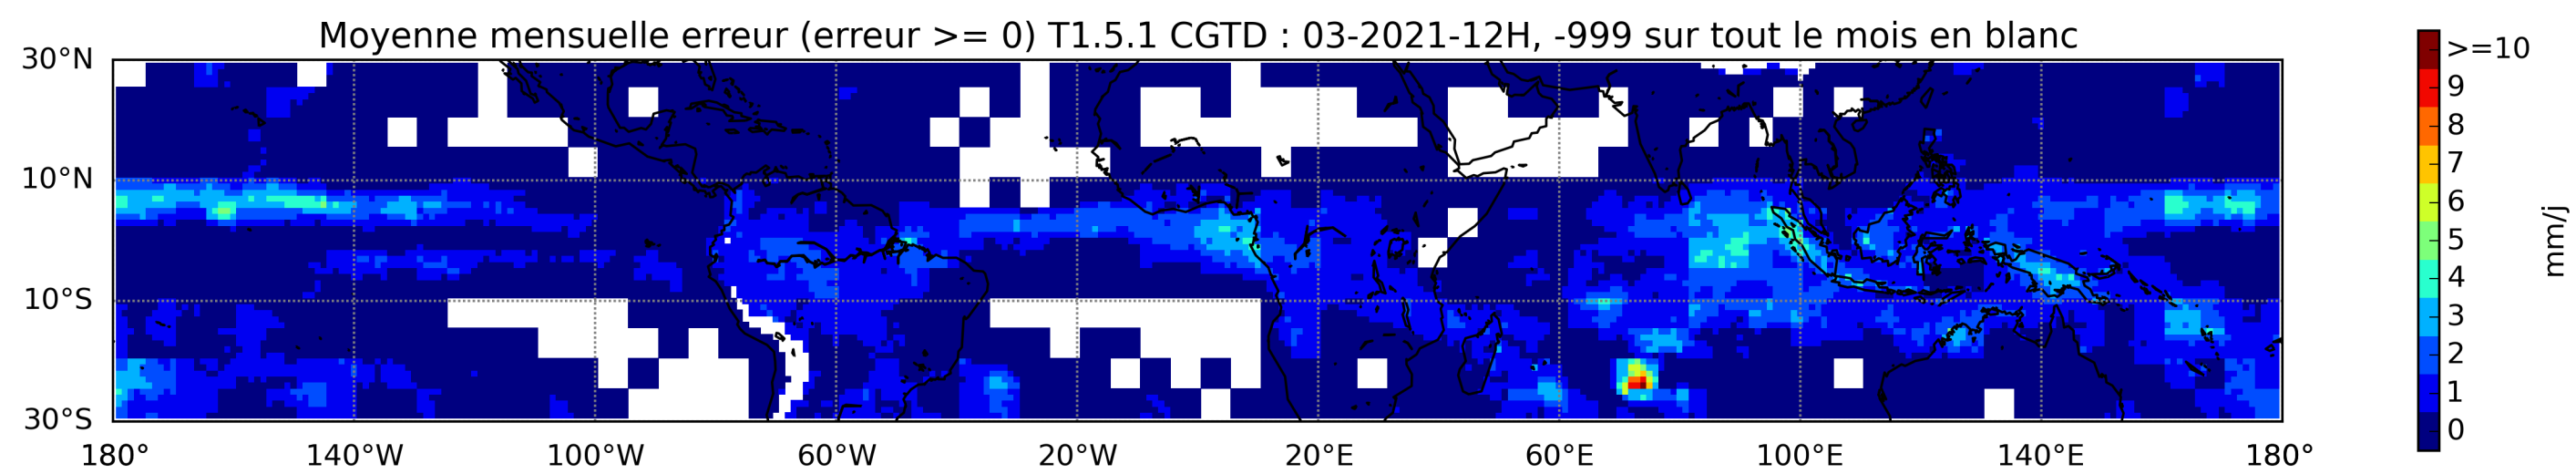 Moyenne mensuelle erreur (erreur >= 0) T1.5.1 CGTD : 03-2021-12H, -999 sur tout le mois en blanc
30°N
10°N
10°S
30°S
180° 140°W 100°W 60°W 20°W 20°E 60°E 100°E 140°E 180°
>=10
9
8
7
6
5
4
3
2
1
0
mm/j